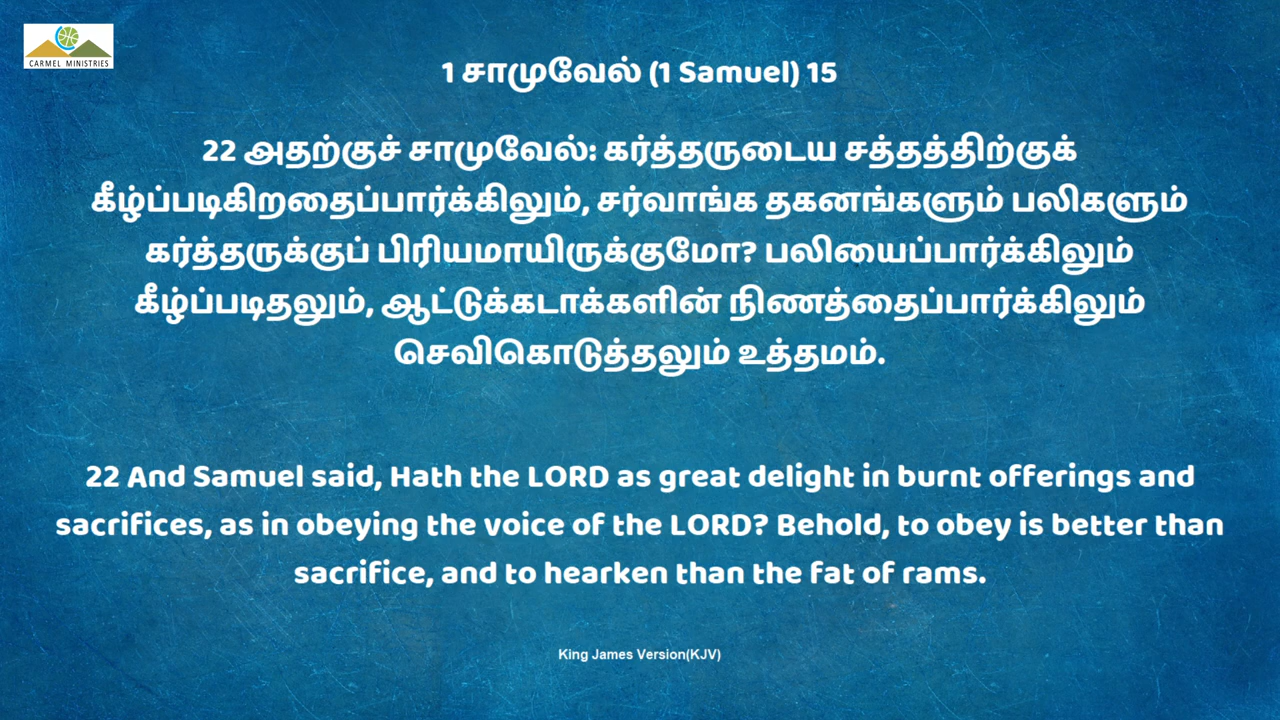 CARMEL MINISTRIES
1 சாமுவேல் (1 Samuel) 15
22 அதற்குச் சாமுவேல்: கர்த்தருடைய சத்தத்திற்குக்
கீழ்ப்படிகிறதைப்பார்க்கிலும், சர்வாங்க தகனங்களும் பலிகளும்
கர்த்தருக்குப் பிரியமாயிருக்குமோ? பலியைப்பார்க்கிலும்
கீழ்ப்படிதலும், ஆட்டுக்கடாக்களின் நிணத்தைப்பார்க்கிலும்
செவிகொடுத்தலும் உத்தமம்.
22 And Samuel said, Hath the LORD as great delight in burnt offerings and
sacrifices, as in obeying the voice of the LORD? Behold, to obey is better than
sacrifice, and to hearken than the fat of rams.
King James Version(KJV)